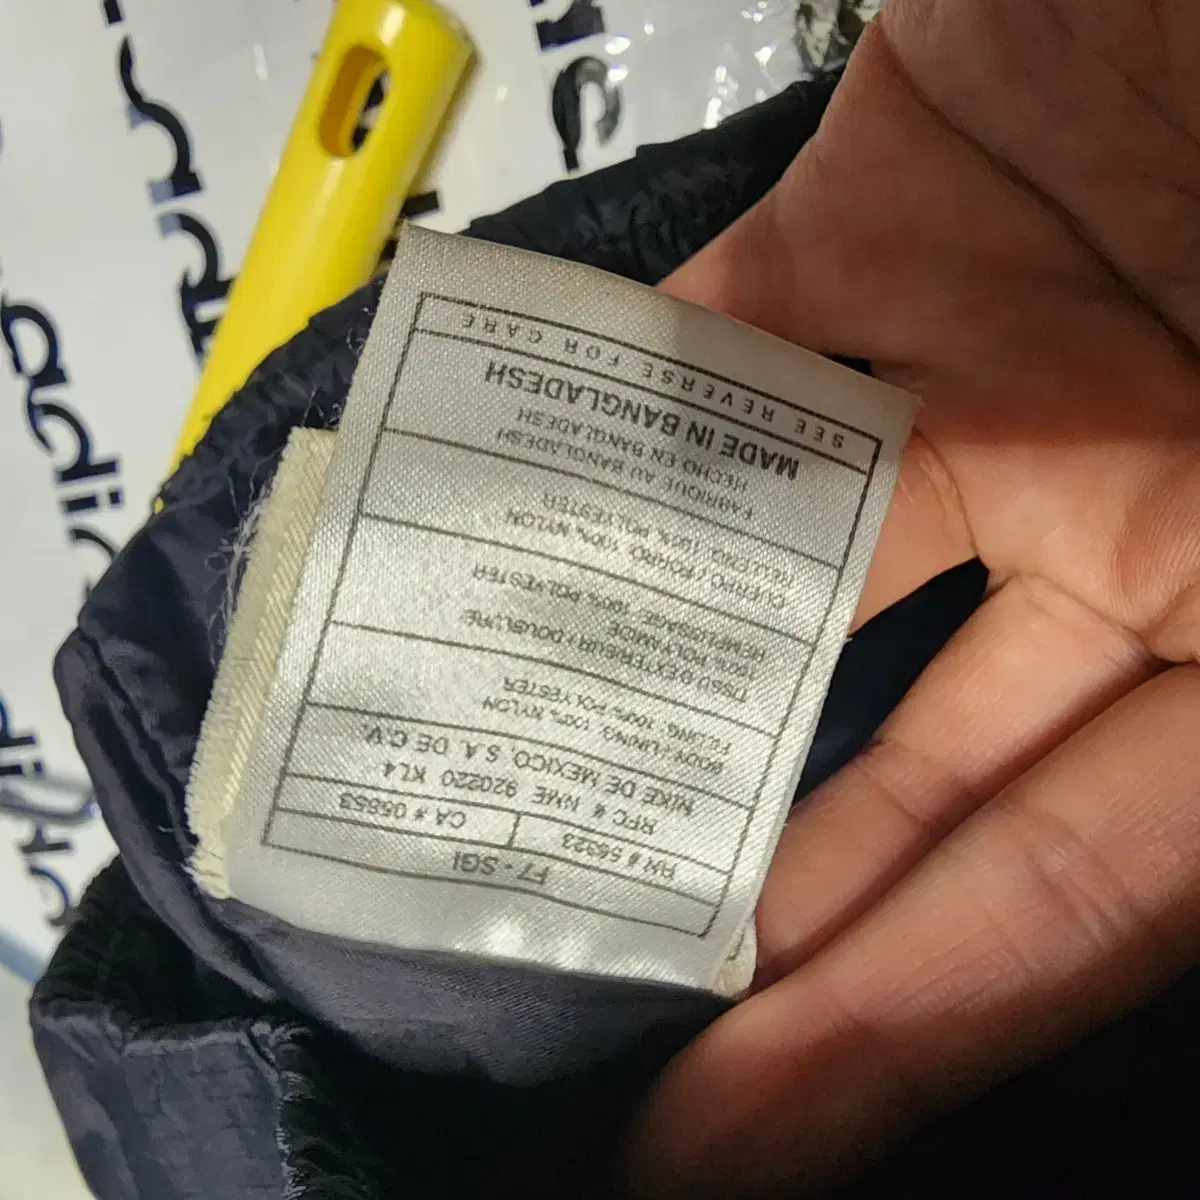 F7 - SGI
RN # 56323 CA # 05553
RFC # NME 920220 KL4
NIKE DE MEXICO, S.A. DE C.V.
BODY / LINING: 100% NYLON
FILLING: 100% POLYESTER
TISSU D'EXTERIEUR / DOUBLURE:
100% POLYAMIDE
REMPLISSAGE: 100% POLYESTER
CUERPO / FORRO: 100% NYLON
RELLENO: 100% POLYESTER
FABRIQUE AU BANGLADESH
HECHO EN BANGLADESH
MADE IN BANGLADESH
SEE REVERSE FOR CARE